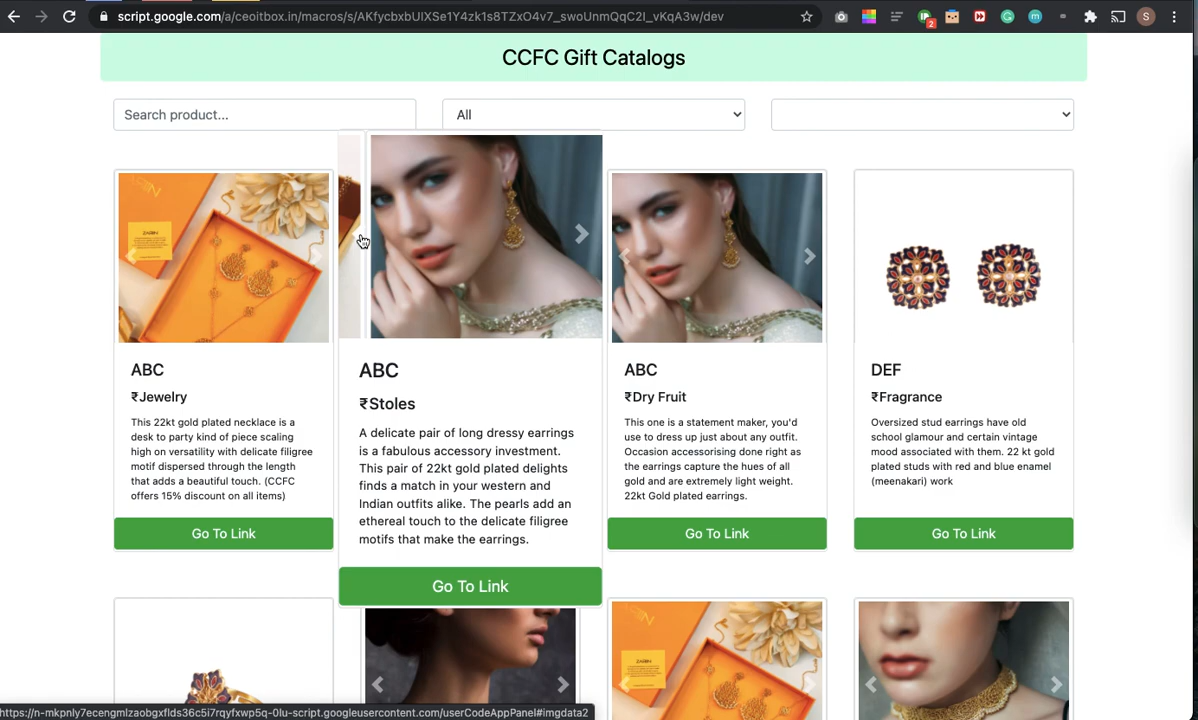 script.google.com/a/ceoitbox.in/macros/s/AKfycbxbUIXSe1Y4zk1s8TZxO4v7_swoUnmQqC2I_vKqA3w/dev
2
S
CCFC Gift Catalogs
Search product...
All
ABC
₹Jewelry
This 22kt gold plated necklace is a
desk to party kind of piece scaling
high on versatility with delicate filigree
motif dispersed through the length
that adds a beautiful touch. (CCFC
offers 15% discount on all items)
Go To Link
ABC
₹Stoles
A delicate pair of long dressy earrings
is a fabulous accessory investment.
This pair of 22kt gold plated delights
finds a match in your western and
Indian outfits alike. The pearls add an
ethereal touch to the delicate filigree
motifs that make the earrings.
Go To Link
ABC
₹Dry Fruit
This one is a statement maker, you'd
use to dress up just about any outfit.
Occasion accessorising done right as
the earrings capture the hues of all
gold and are extremely light weight.
22kt Gold plated earrings.
Go To Link
DEF
₹Fragrance
Oversized stud earrings have old
school glamour and certain vintage
mood associated with them. 22 kt gold
plated studs with red and blue enamel
(meenakari) work
Go To Link
https://n-mkpnly7ecengmlzaobgxflds36c5i7rqyfxwp5q-0lu-script.googleusercontent.com/userCodeAppPanel#imgdata2